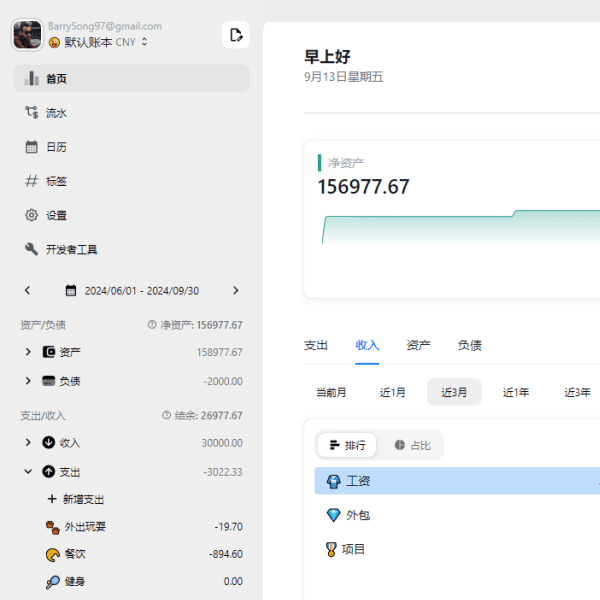 BarrySong97@gmail.com
默认账本 CNY
首页
流水
日历
标签
设置
开发者工具
2024/06/01 - 2024/09/30
资产/负债 净资产: 156977.67
资产 158977.67
负债 -2000.00
支出/收入 结余: 26977.67
收入 30000.00
支出 -3022.33
新增支出
外出玩耍 -19.70
餐饮 -894.60
健身 0.00
早上好
9月13日星期五
净资产
156977.67
支出 收入 资产 负债
当前月 近1月 近3月 近1年 近3年
排行 占比
工资
外包
项目